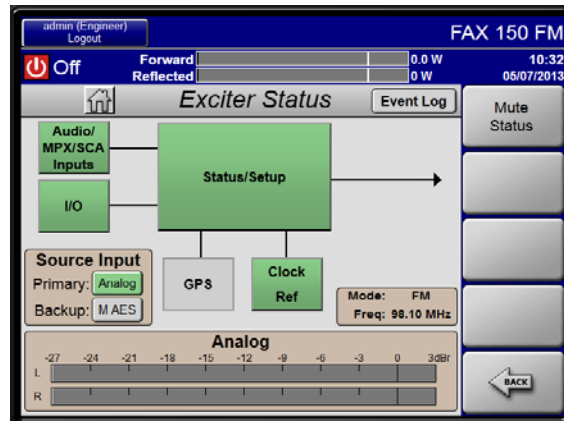 admin (Engineer)
Logout
FAX 150 FM
Off
Forward
0.0 W
Reflected
0 W
10:32
05/07/2013
Exciter Status
Event Log
Mute
Status
Audio/
MPX/SCA
Inputs
Status/Setup
I/O
Source Input
Primary: Analog
Backup: M AES
GPS
Clock
Ref
Mode: FM
Freq: 98.10 MHz
Analog
-27 -24 -21 -18 -15 -12 -9 -6 -3 0 3dBr
L
R
BACK